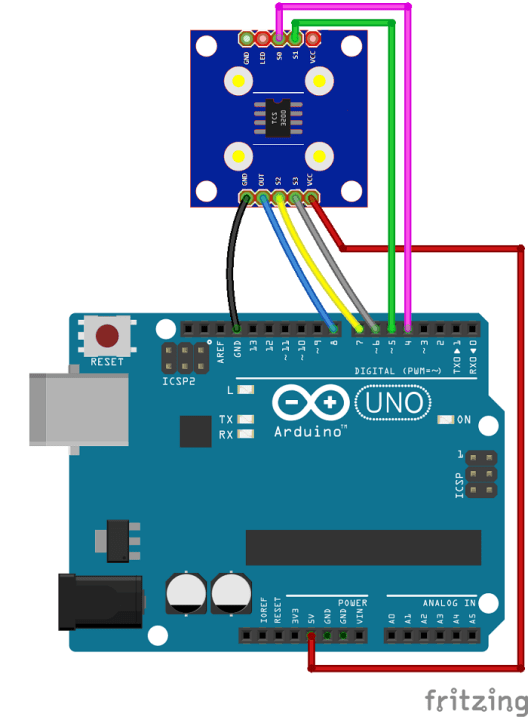 GND LED S0 S1 VCC
TCS
3200
GND OUT S2 S3 VCC
RESET
ICSP2
AREF
GND
13
12
~11
~10
~9
8
7
~6
~5
4
~3
2
TX0▶1
RX0◀0
DIGITAL (PWM=~)
L
TX
RX
Arduino™
UNO
ON
1
ICSP
POWER
ANALOG IN
IOREF
RESET
3V3
5V
GND
GND
VIN
A0
A1
A2
A3
A4
A5
fritzing